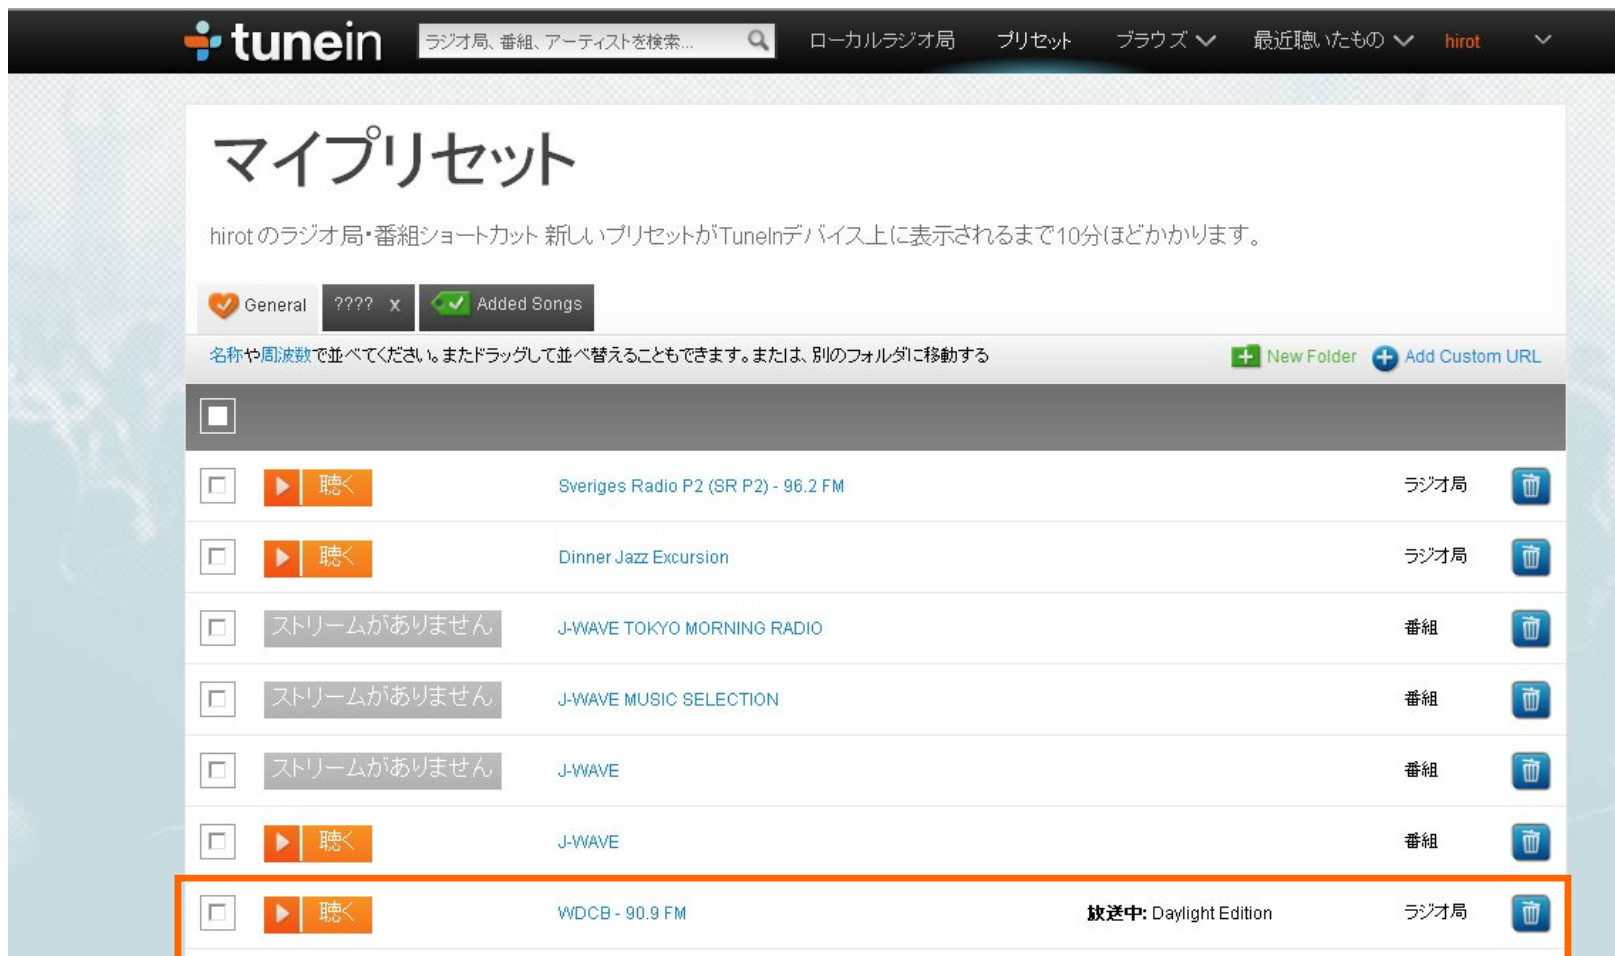 tunein ラジオ局、番組、アーティストを検索... ローカルラジオ局 プリセット ブラウズ 最近聴いたもの hirot
マイプリセット
hirot のラジオ局・番組ショートカット 新しいプリセットがTuneInデバイス上に表示されるまで10分ほどかかります。
General ???? x Added Songs
名称や周波数で並べてください。またドラッグして並べ替えることもできます。または、別のフォルダに移動する New Folder Add Custom URL
聴く Sveriges Radio P2 (SR P2) - 96.2 FM ラジオ局
聴く Dinner Jazz Excursion ラジオ局
ストリームがありません J-WAVE TOKYO MORNING RADIO 番組
ストリームがありません J-WAVE MUSIC SELECTION 番組
ストリームがありません J-WAVE 番組
聴く J-WAVE 番組
聴く WDCB - 90.9 FM 放送中: Daylight Edition ラジオ局